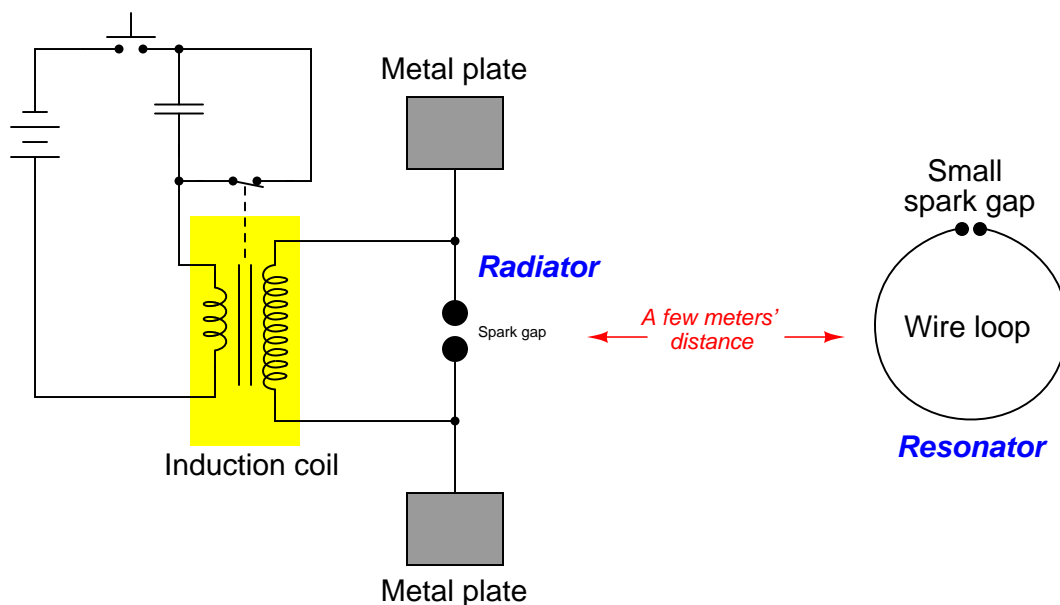 Metal plate
Small
spark gap
Radiator
A few meters’
distance
Spark gap
Wire loop
Resonator
Induction coil
Metal plate